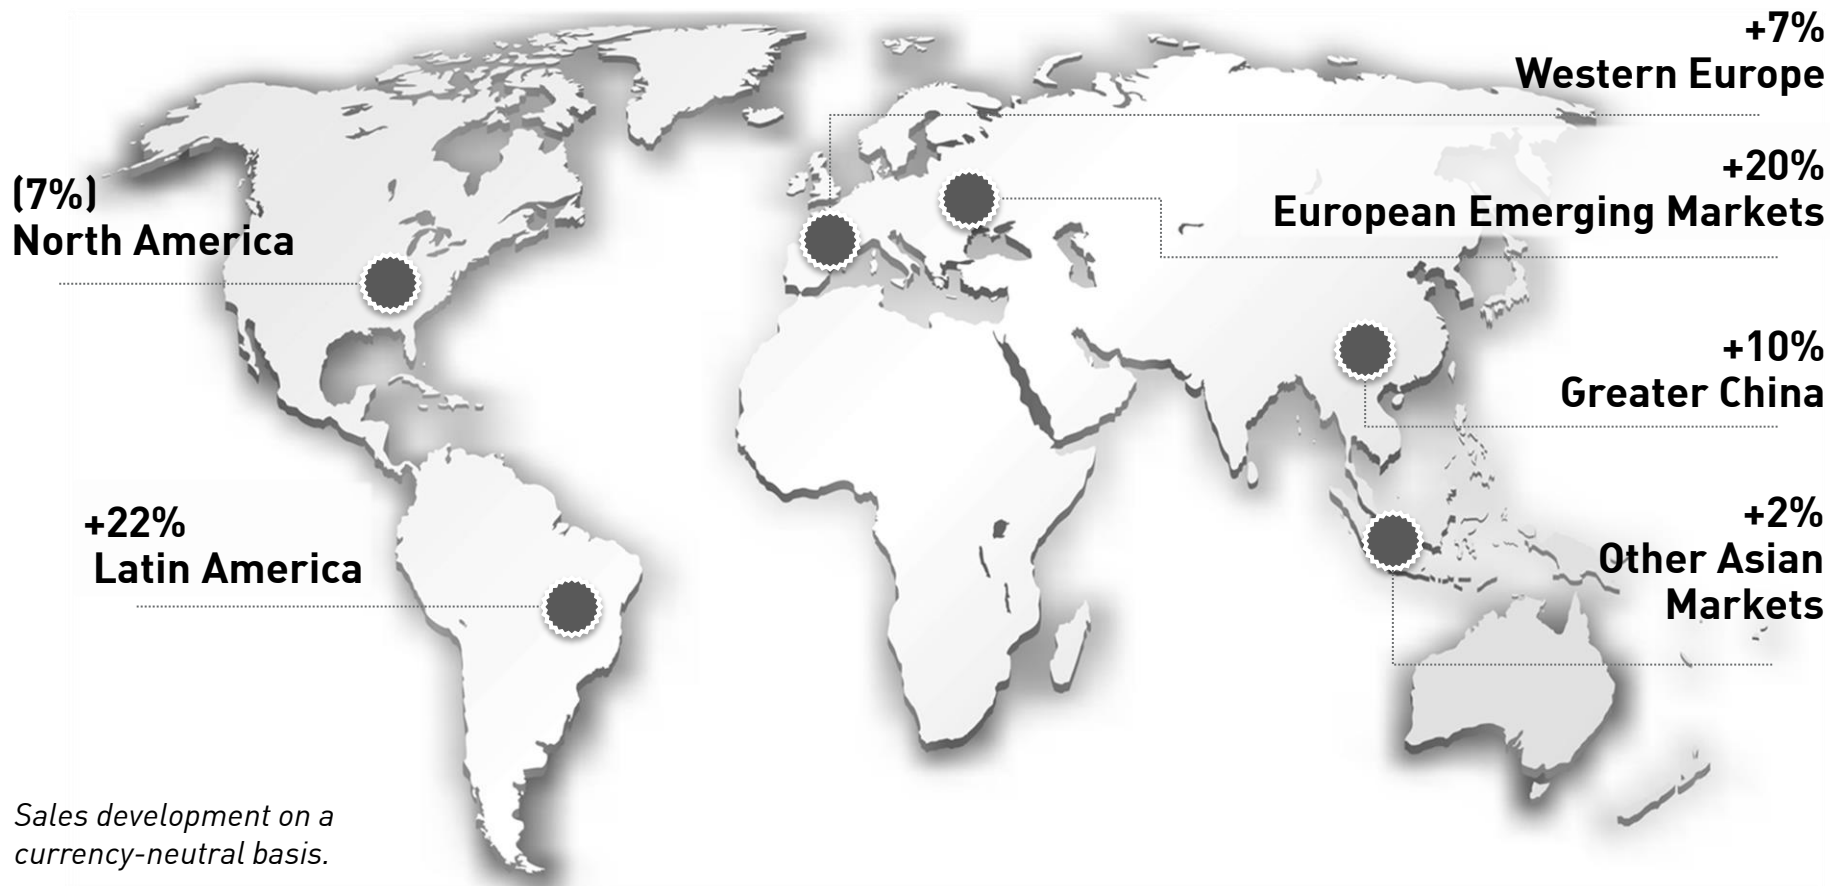 +7%
Western Europe
+20%
European Emerging Markets
(7%)
North America
+10%
Greater China
+22%
Latin America
+2%
Other Asian
Markets
Sales development on a
currency-neutral basis.